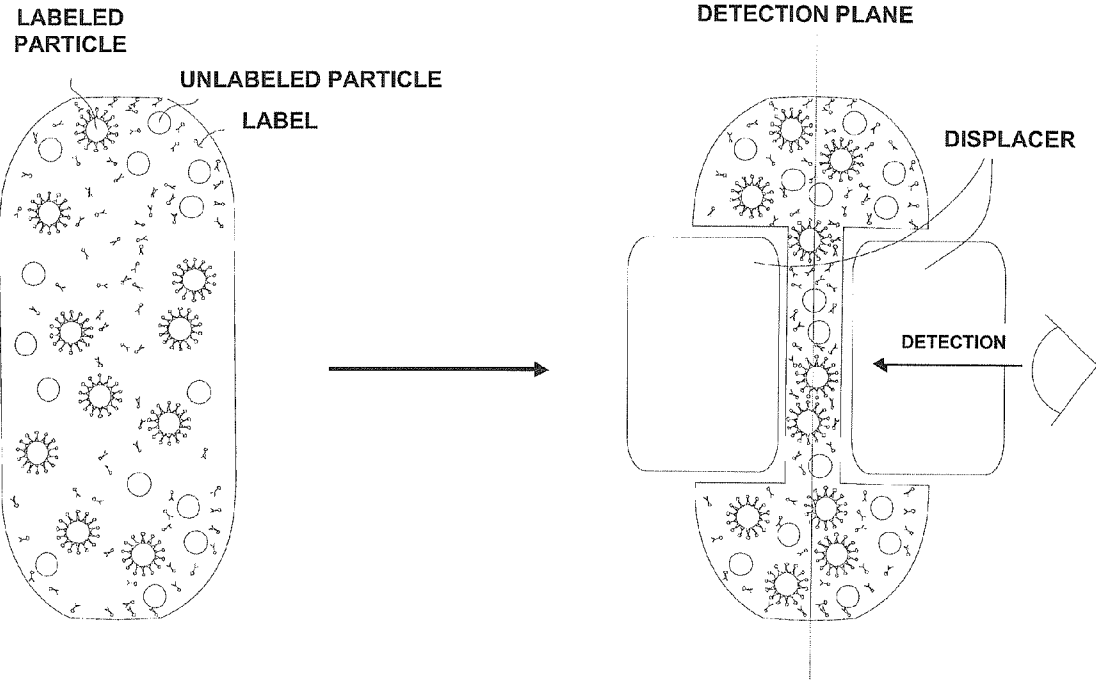 LABELED
PARTICLE
UNLABELED PARTICLE
LABEL
DETECTION PLANE
DISPLACER
DETECTION